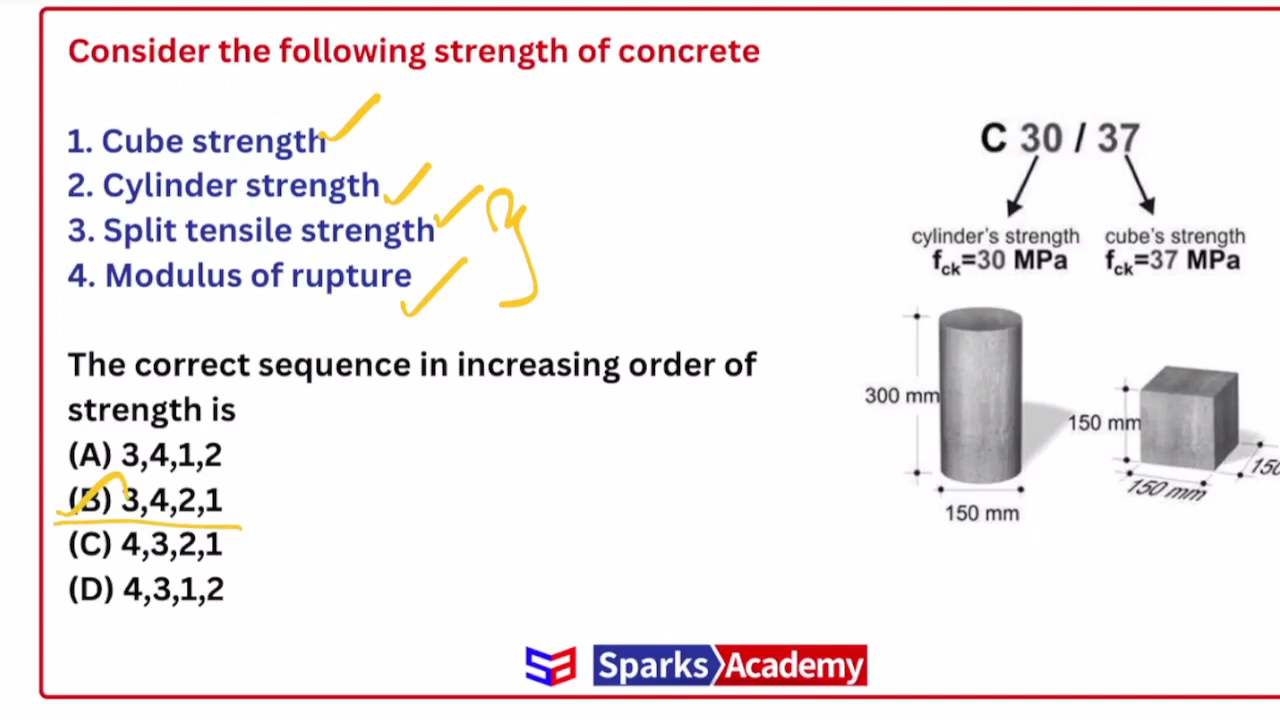 Consider the following strength of concrete
1. Cube strength
2. Cylinder strength
3. Split tensile strength
4. Modulus of rupture
The correct sequence in increasing order of
strength is
(A) 3,4,1,2
(B) 3,4,2,1
(C) 4,3,2,1
(D) 4,3,1,2
C 30 / 37
cylinder's strength
fck=30 MPa
cube's strength
fck=37 MPa
300 mm
150 mm
150 mm
150 mm
150
Sparks Academy